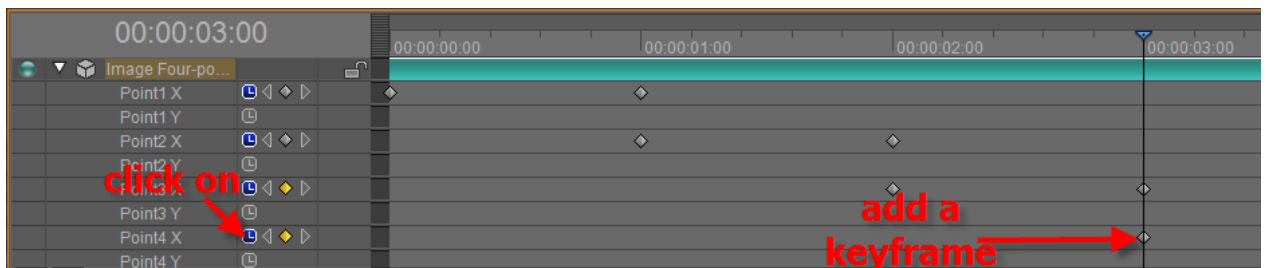 00:00:03:00
00:00:00:00 00:00:01:00 00:00:02:00 00:00:03:00
Image Four-po...
Point1 X
Point1 Y
Point2 X
Point2 Y
click on
Point3 X
Point3 Y
add a
Point4 X
keyframe
Point4 Y